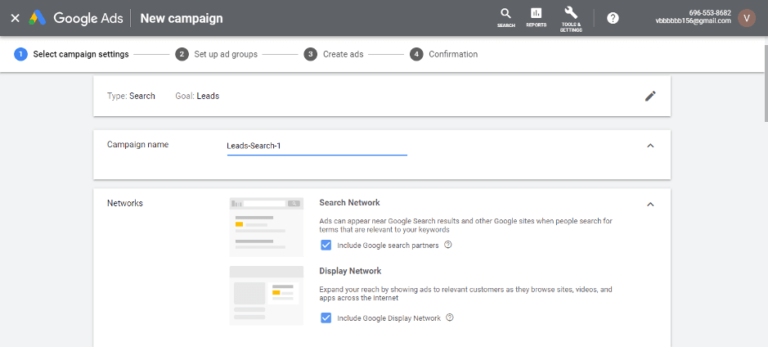 Google Ads
New campaign
SEARCH
REPORTS
TOOLS &
SETTINGS
696-553-8682
vbbbbbb156@gmail.com
V
1 Select campaign settings
2 Set up ad groups
3 Create ads
4 Confirmation
Type: Search Goal: Leads
Campaign name
Leads-Search-1
Networks
Search Network
Ads can appear near Google Search results and other Google sites when people search for
terms that are relevant to your keywords
Include Google search partners
Display Network
Expand your reach by showing ads to relevant customers as they browse sites, videos, and
apps across the internet
Include Google Display Network